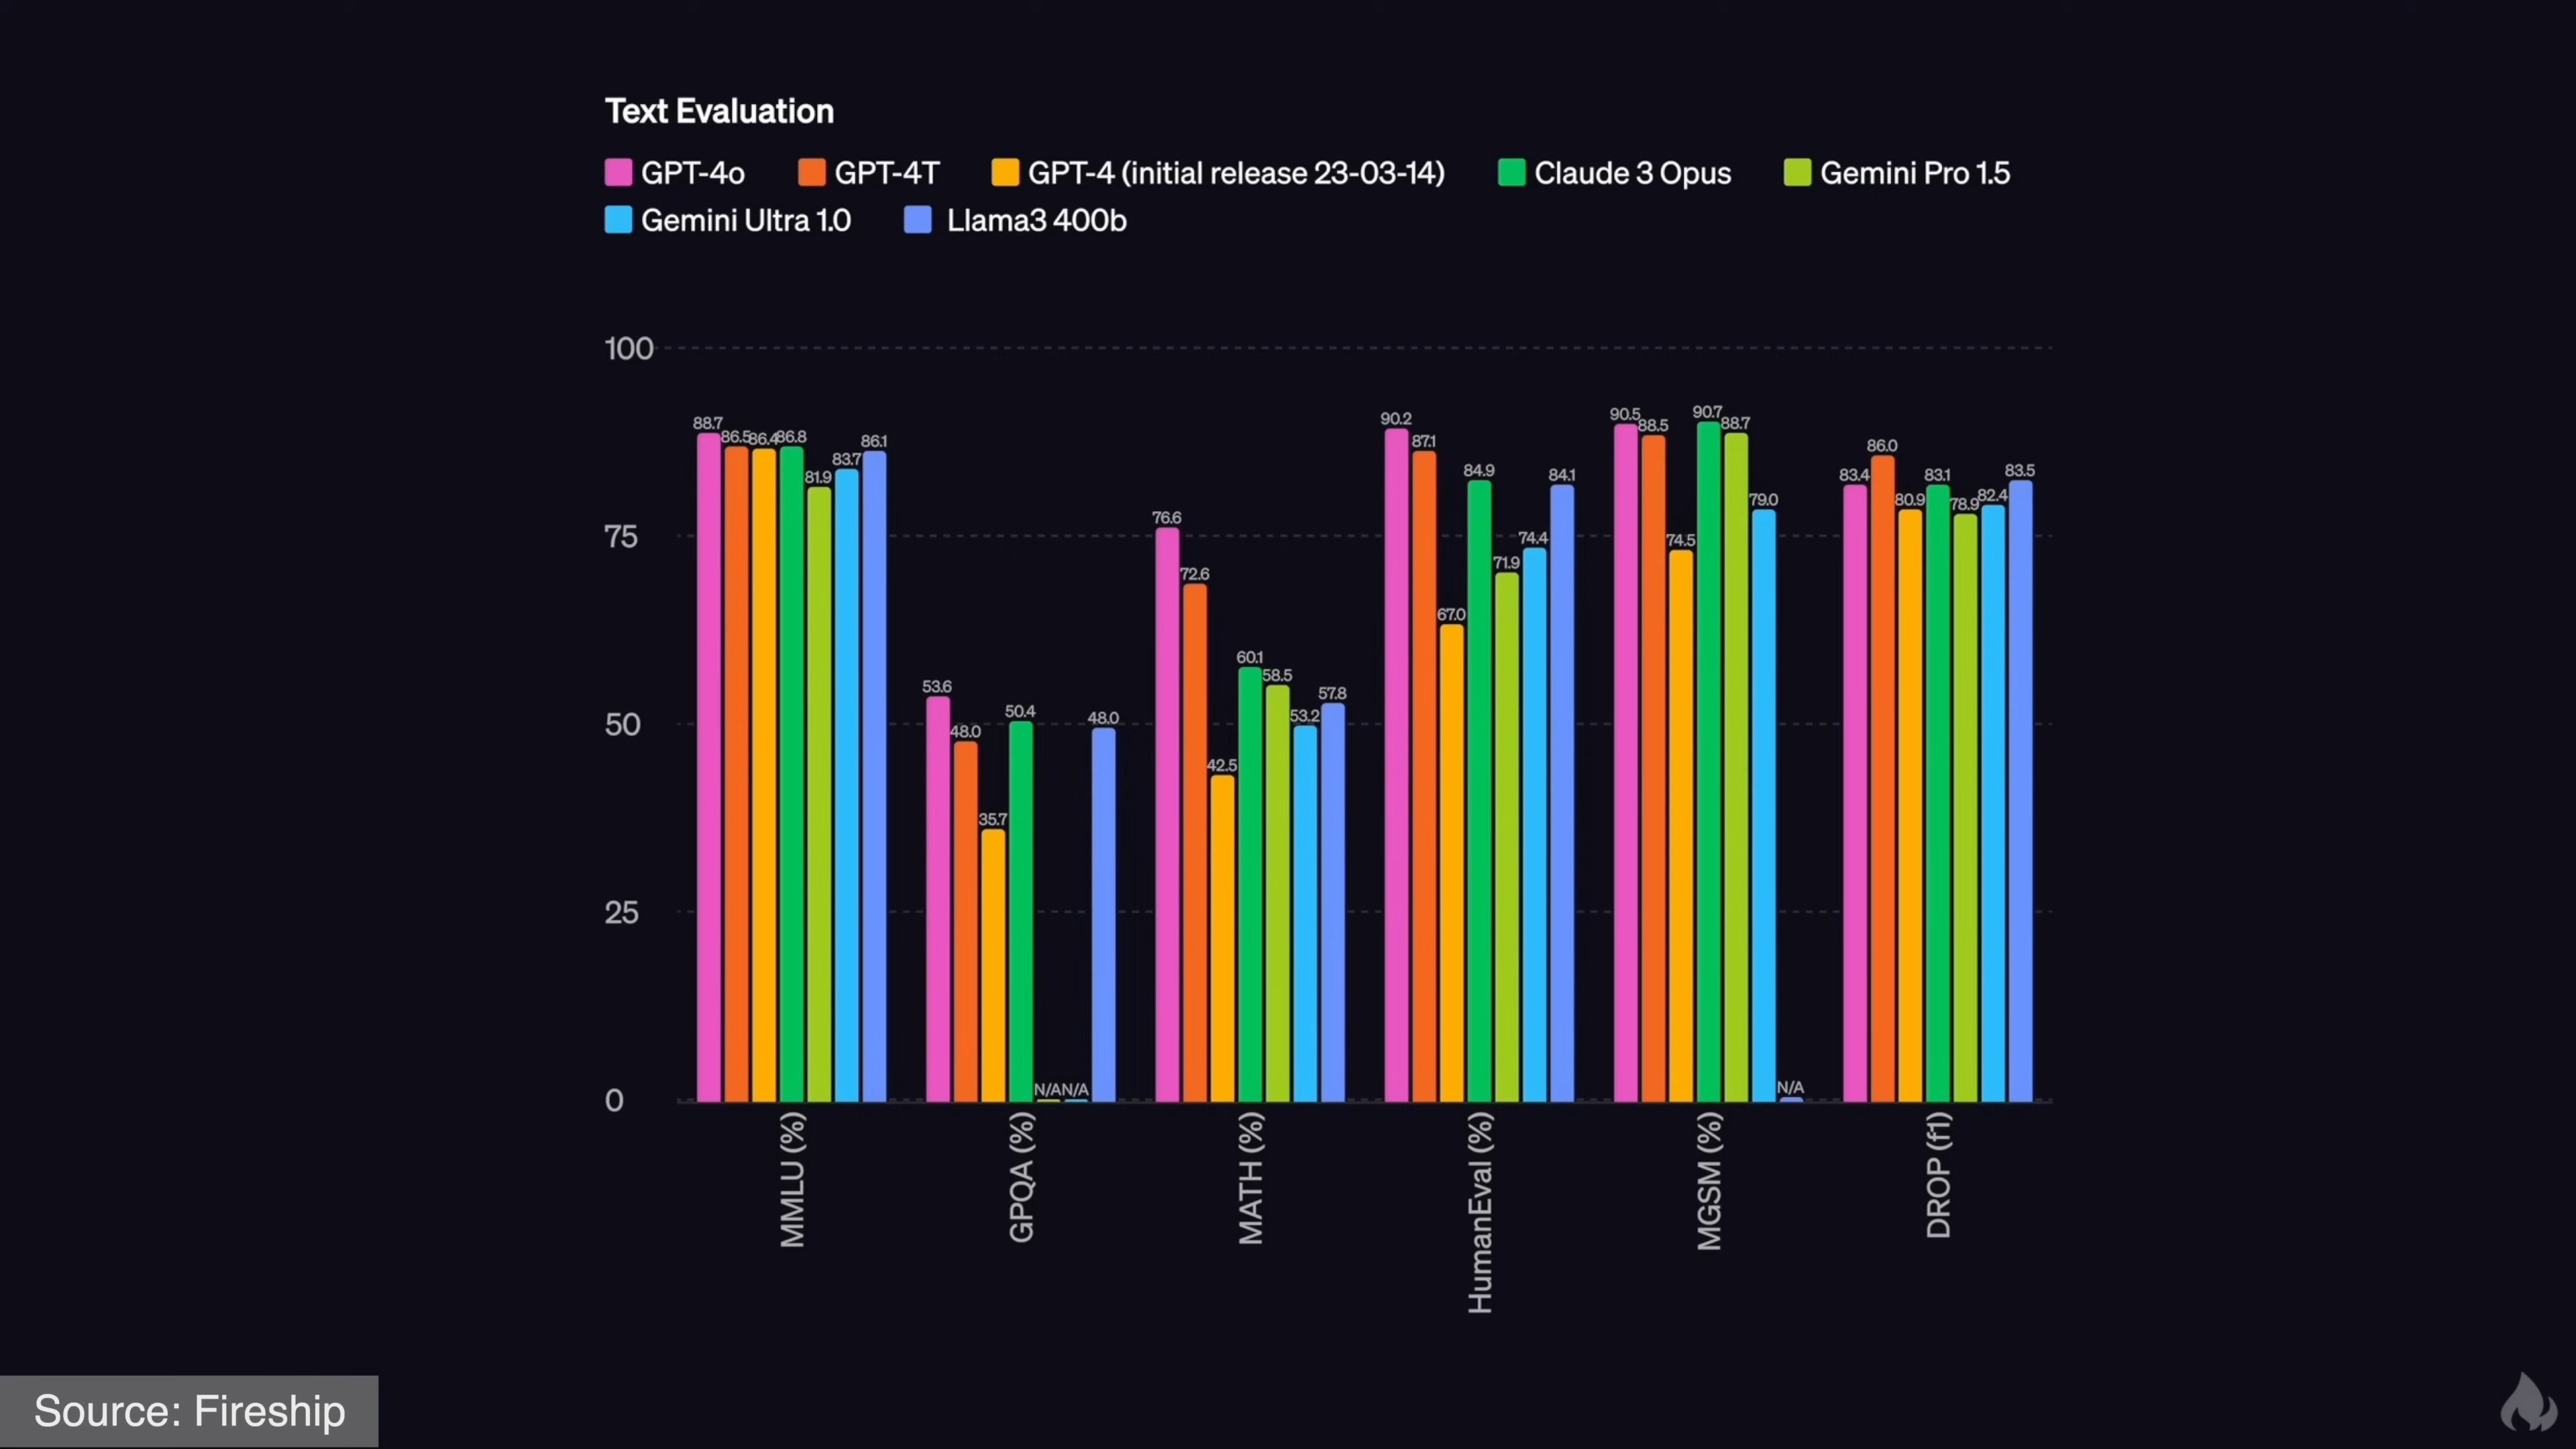 Text Evaluation
GPT-4o GPT-4T GPT-4 (initial release 23-03-14) Claude 3 Opus Gemini Pro 1.5
Gemini Ultra 1.0 Llama3 400b
100
75
50
25
0
88.7 86.5 86.4 86.8 81.9 83.7 86.1
53.6 48.0 35.7 50.4 N/A N/A 48.0
76.6 72.6 42.5 60.1 58.5 53.2 57.8
90.2 87.1 67.0 84.9 71.9 74.4 84.1
90.5 88.5 74.5 90.7 88.7 79.0 N/A
83.4 86.0 80.9 83.1 78.9 82.4 83.5
MMLU (%)
GPQA (%)
MATH (%)
HumanEval (%)
MGSM (%)
DROP (f1)
Source: Fireship